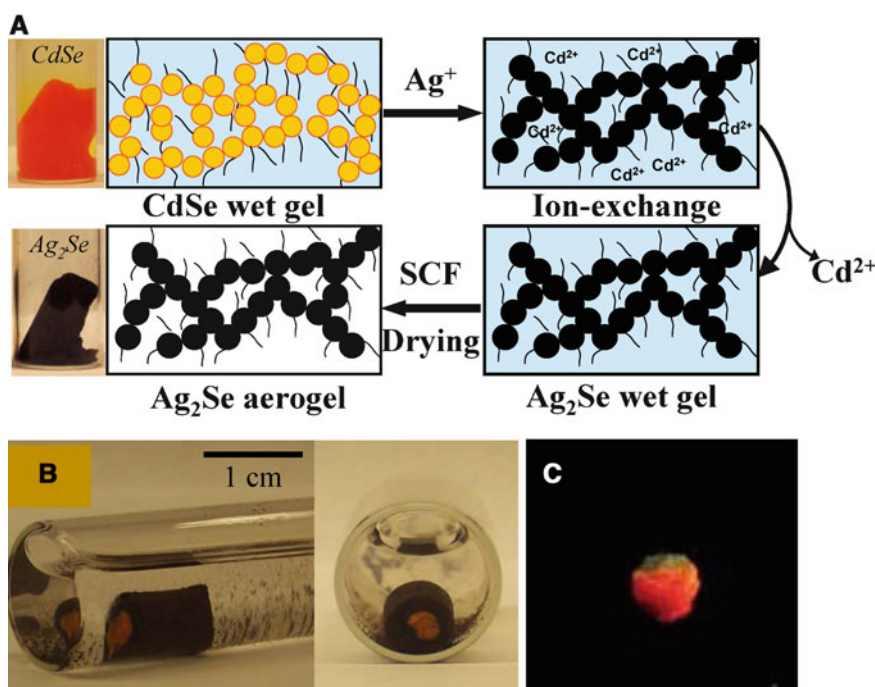 A
CdSe
Ag⁺
Cd²⁺ Cd²⁺
Cd²⁺ Cd²⁺
Cd²⁺ Cd²⁺
CdSe wet gel
Ion-exchange
Ag₂Se
SCF
Drying
Cd²⁺
Ag₂Se aerogel
Ag₂Se wet gel
B
1 cm
C